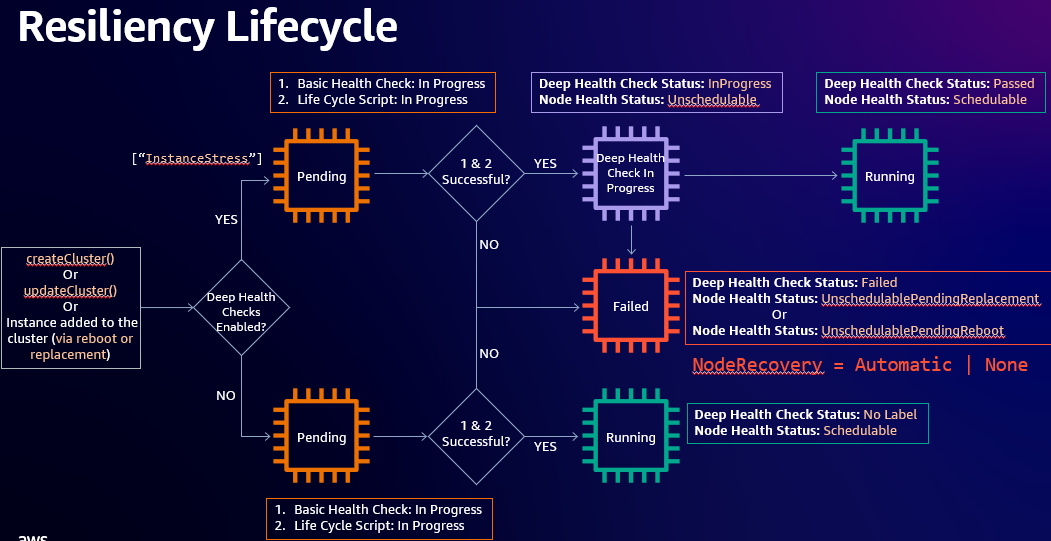 Resiliency Lifecycle
1. Basic Health Check: In Progress
2. Life Cycle Script: In Progress
Deep Health Check Status: InProgress
Node Health Status: Unschedulable
Deep Health Check Status: Passed
Node Health Status: Schedulable
["InstanceStress"]
Pending
1 & 2
Successful?
YES
Deep Health
Check In
Progress
Running
YES
NO
createCluster()
Or
updateCluster()
Or
Instance added to the
cluster (via reboot or
replacement)
Deep Health
Checks
Enabled?
Failed
Deep Health Check Status: Failed
Node Health Status: UnschedulablePendingReplacement
Or
Node Health Status: UnschedulablePendingReboot
NodeRecovery = Automatic | None
NO
NO
Pending
1 & 2
Successful?
YES
Running
Deep Health Check Status: No Label
Node Health Status: Schedulable
1. Basic Health Check: In Progress
2. Life Cycle Script: In Progress
aws